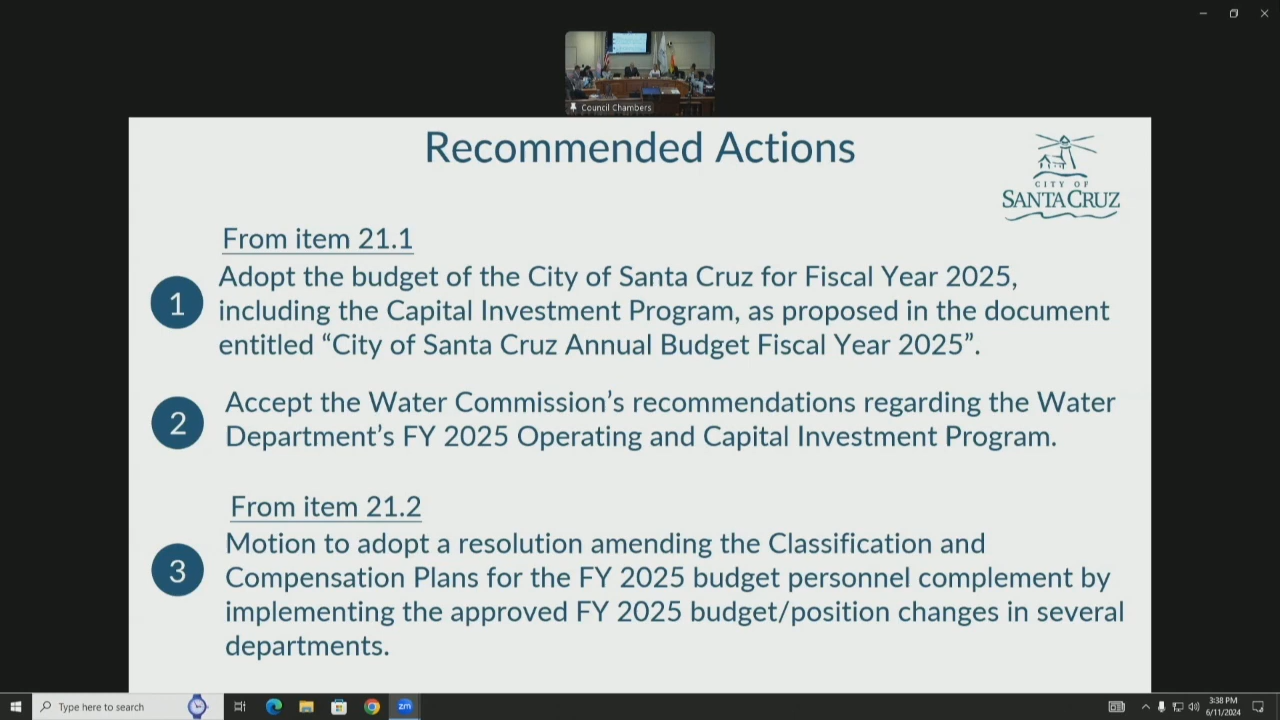 Council Chambers
Recommended Actions
CITY OF
SANTA CRUZ
From item 21.1
1
Adopt the budget of the City of Santa Cruz for Fiscal Year 2025,
including the Capital Investment Program, as proposed in the document
entitled “City of Santa Cruz Annual Budget Fiscal Year 2025”.
2
Accept the Water Commission’s recommendations regarding the Water
Department’s FY 2025 Operating and Capital Investment Program.
From item 21.2
3
Motion to adopt a resolution amending the Classification and
Compensation Plans for the FY 2025 budget personnel complement by
implementing the approved FY 2025 budget/position changes in several
departments.
Type here to search
zm
3:38 PM
6/11/2024